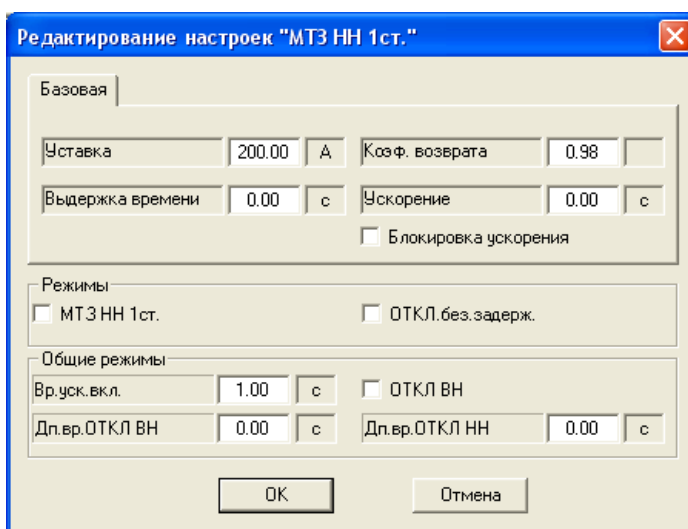 Редактирование настроек "МТЗ НН 1ст."
Базовая
Уставка 200.00 А Коэф. возврата 0.98
Выдержка времени 0.00 с Ускорение 0.00 с
Блокировка ускорения
Режимы
МТЗ НН 1ст. ОТКЛ.без.задерж.
Общие режимы
Вр.уск.вкл. 1.00 с ОТКЛ ВН
Дп.вр.ОТКЛ ВН 0.00 с Дп.вр.ОТКЛ НН 0.00 с
OK Отмена